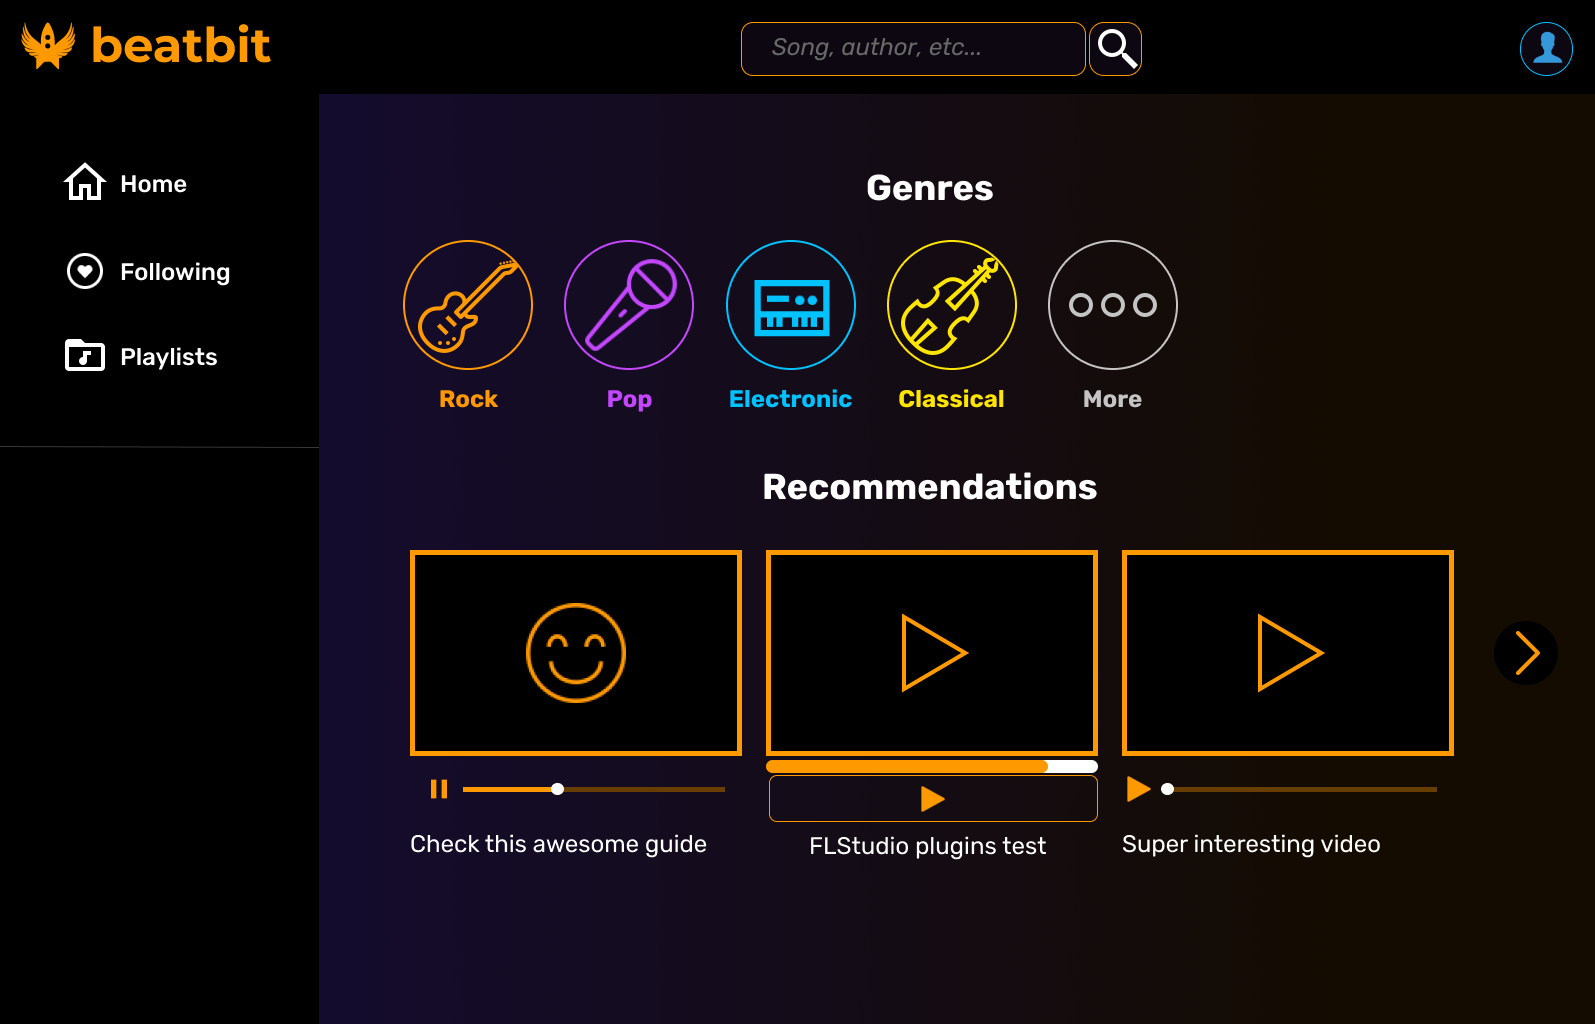 beatbit
Song, author, etc...
Home
Following
Playlists
Genres
Rock
Pop
Electronic
Classical
More
Recommendations
Check this awesome guide
FLStudio plugins test
Super interesting video